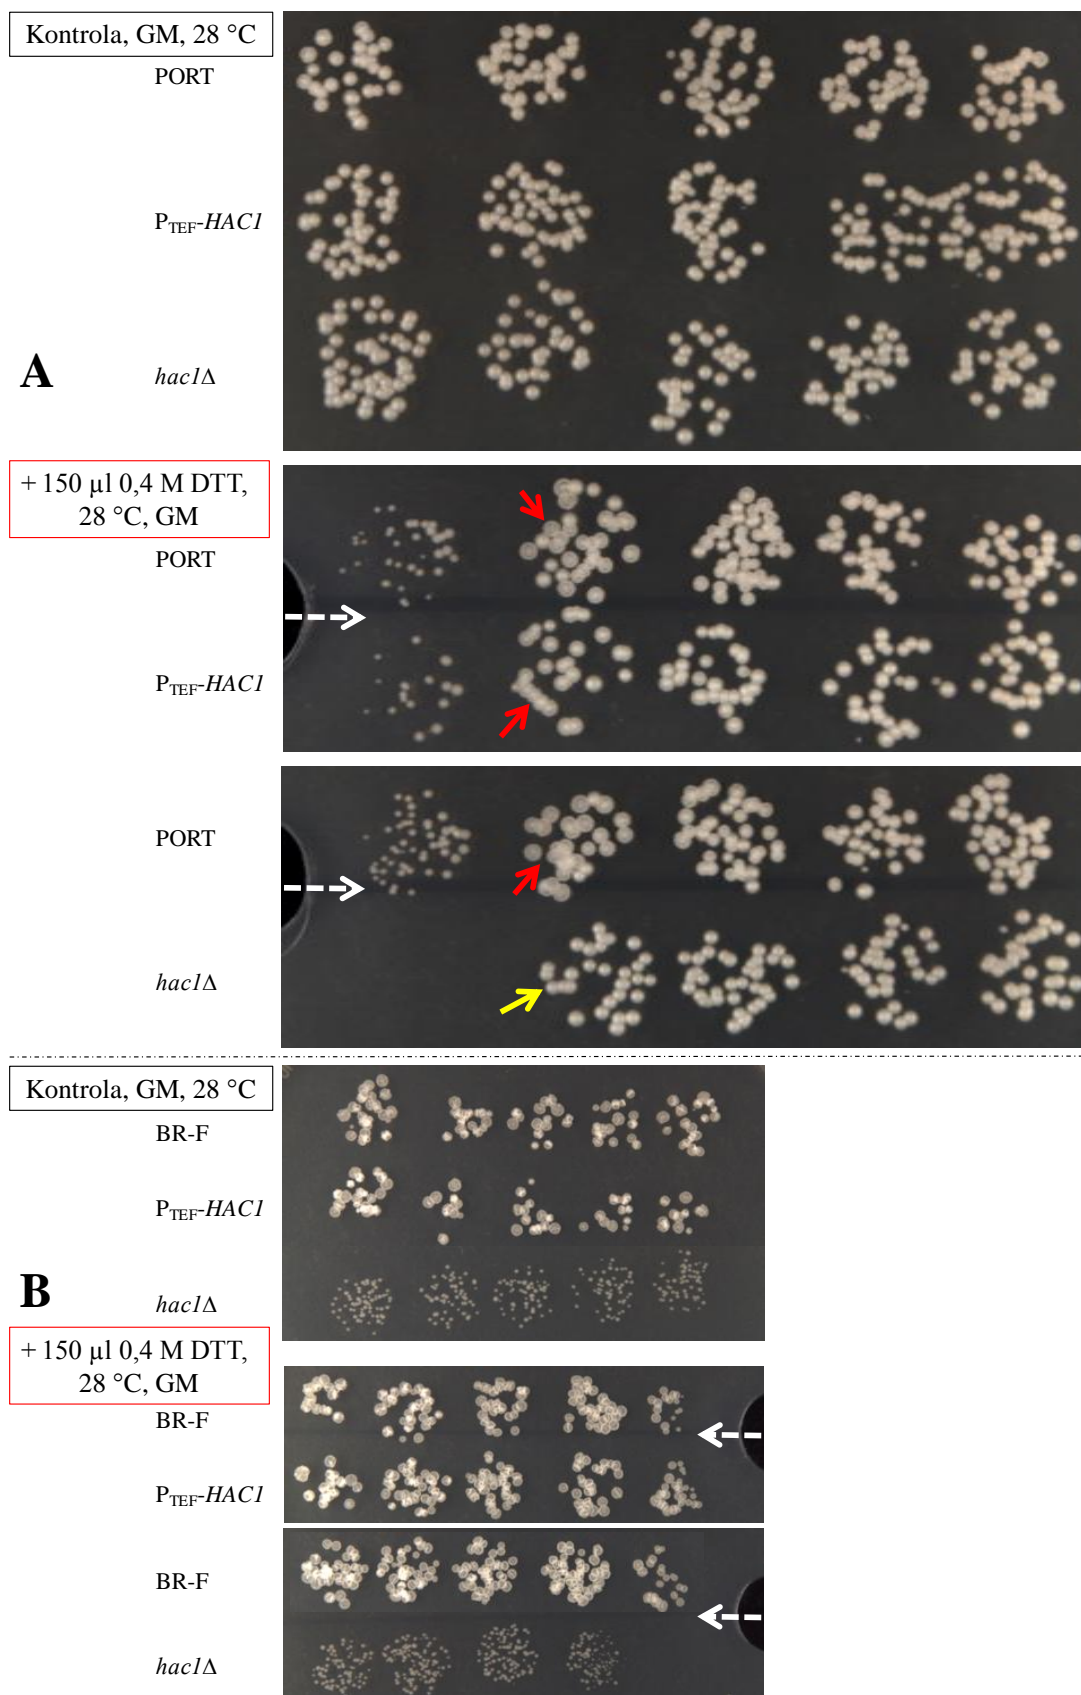 Kontrola, GM, 28 °C
PORT
PTEF-HAC1
A
hac1Δ
+ 150 µl 0,4 M DTT,
28 °C, GM
PORT
PTEF-HAC1
PORT
hac1Δ
Kontrola, GM, 28 °C
BR-F
PTEF-HAC1
B
hac1Δ
+ 150 µl 0,4 M DTT,
28 °C, GM
BR-F
PTEF-HAC1
BR-F
hac1Δ